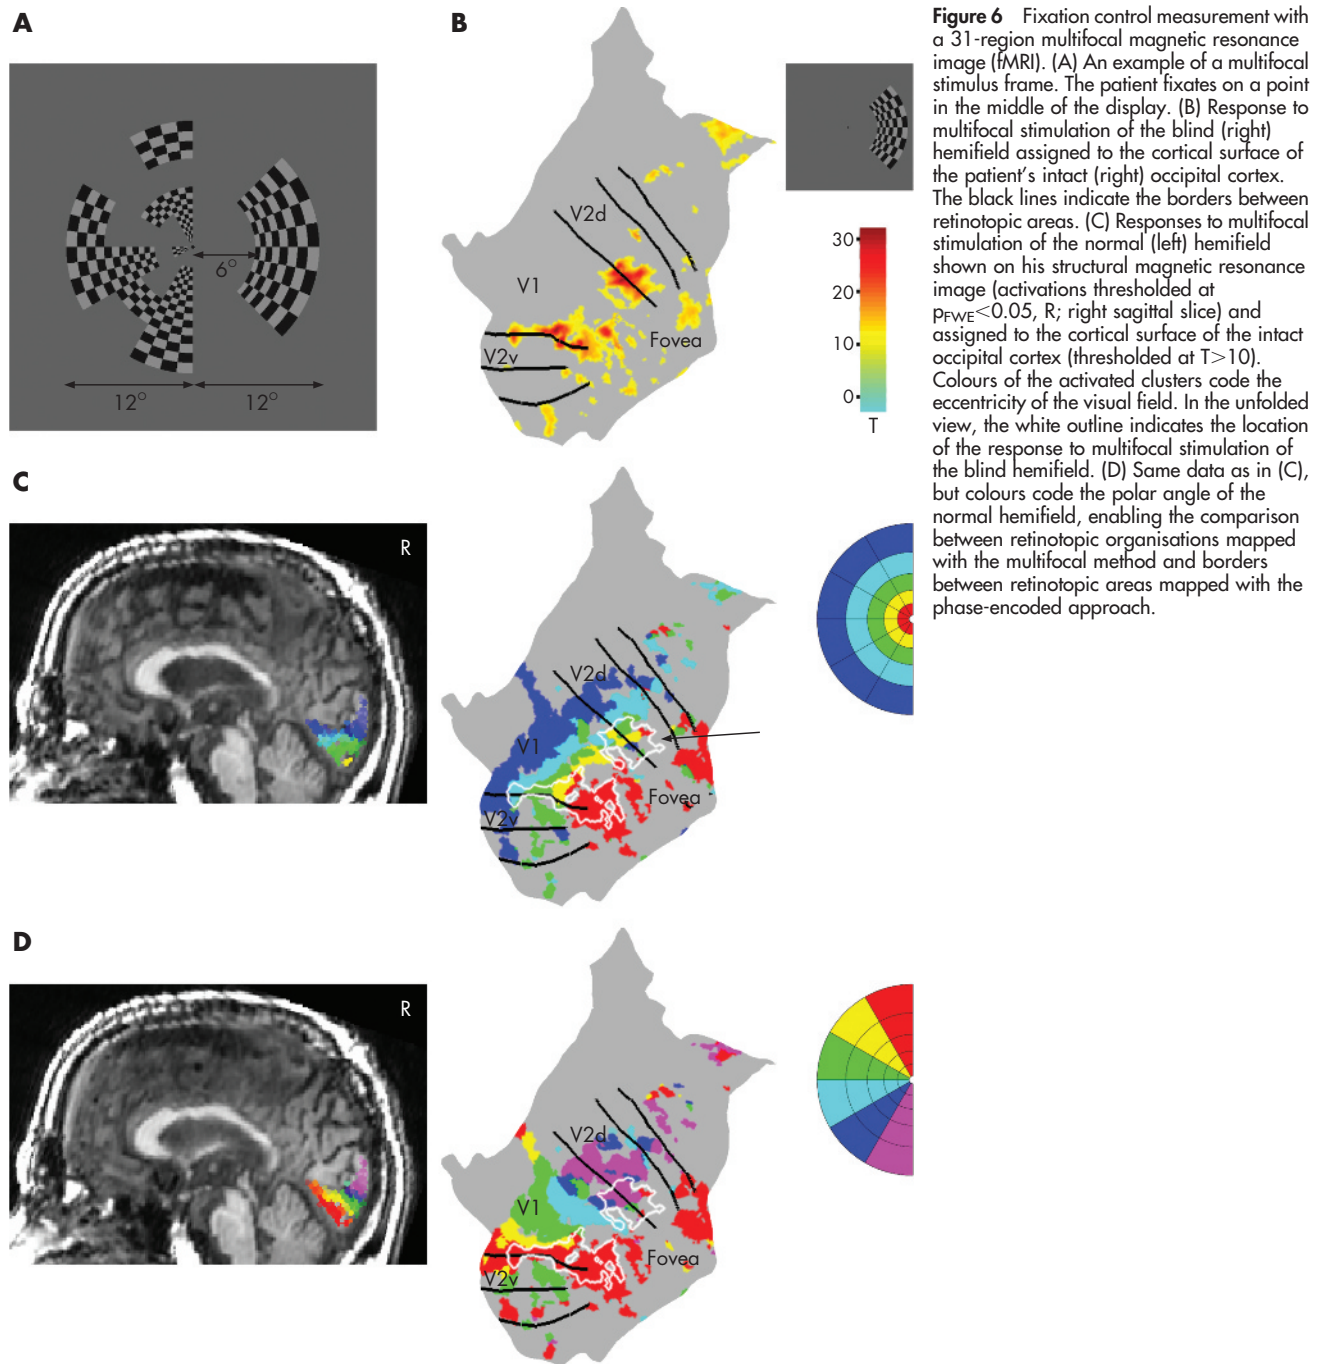 A
6°
12°
12°
B
V2d
V1
V2v
Fovea
30
20
10
0
T
Figure 6 Fixation control measurement with
a 31-region multifocal magnetic resonance
image (fMRI). (A) An example of a multifocal
stimulus frame. The patient fixates on a point
in the middle of the display. (B) Response to
multifocal stimulation of the blind (right)
hemifield assigned to the cortical surface of
the patient's intact (right) occipital cortex.
The black lines indicate the borders between
retinotopic areas. (C) Responses to multifocal
stimulation of the normal (left) hemifield
shown on his structural magnetic resonance
image (activations thresholded at
pFWE<0.05, R; right sagittal slice) and
assigned to the cortical surface of the intact
occipital cortex (thresholded at T>10).
Colours of the activated clusters code the
eccentricity of the visual field. In the unfolded
view, the white outline indicates the location
of the response to multifocal stimulation of
the blind hemifield. (D) Same data as in (C),
but colours code the polar angle of the
normal hemifield, enabling the comparison
between retinotopic organisations mapped
with the multifocal method and borders
between retinotopic areas mapped with the
phase-encoded approach.
C
R
V2d
V1
V2v
Fovea
D
R
V2d
V1
V2v
Fovea